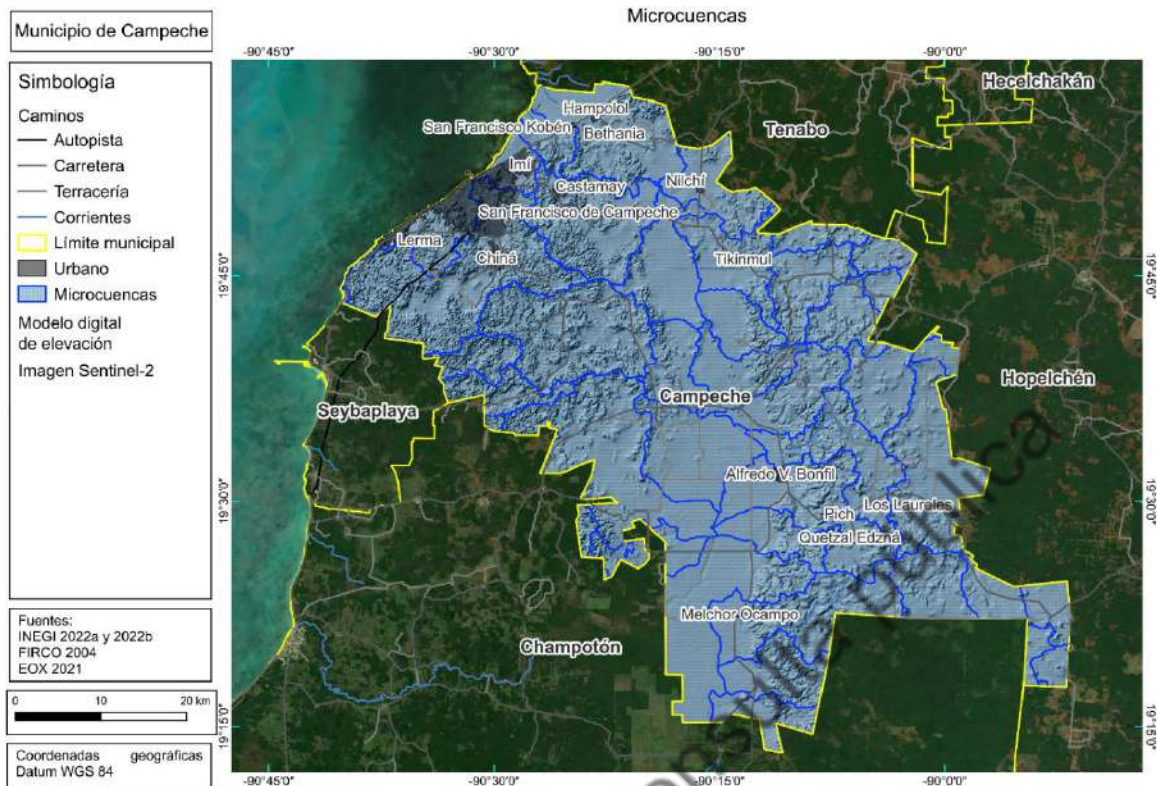 Microcuencas
Municipio de Campeche
Simbología
Caminos
Autopista
Carretera
Terracería
Corrientes
Límite municipal
Urbano
Microcuencas
Modelo digital
de elevación
Imagen Sentinel-2
Fuentes:
INEGI 2022a y 2022b
FIRCO 2004
EOX 2021
0 10 20 km
Coordenadas geográficas
Datum WGS 84
-90°45'0" -90°30'0" -90°15'0" -90°0'0"
Hecelchakán
Hampolol
San Francisco Kobén
Bethania
Tenabo
Imí
Castamay
Nilchí
San Francisco de Campeche
Lerma
Chiná
Tikinmul
19°45'0" 19°45'0"
Hopelchén
Seybaplaya
Campeche
Alfredo V. Bonfil
19°30'0" 19°30'0"
Los Laureles
Pich
Quetzal Edzná
Melchor Ocampo
Champotón
19°15'0" 19°15'0"
-90°45'0" -90°30'0" -90°15'0" -90°0'0"
consulta pública